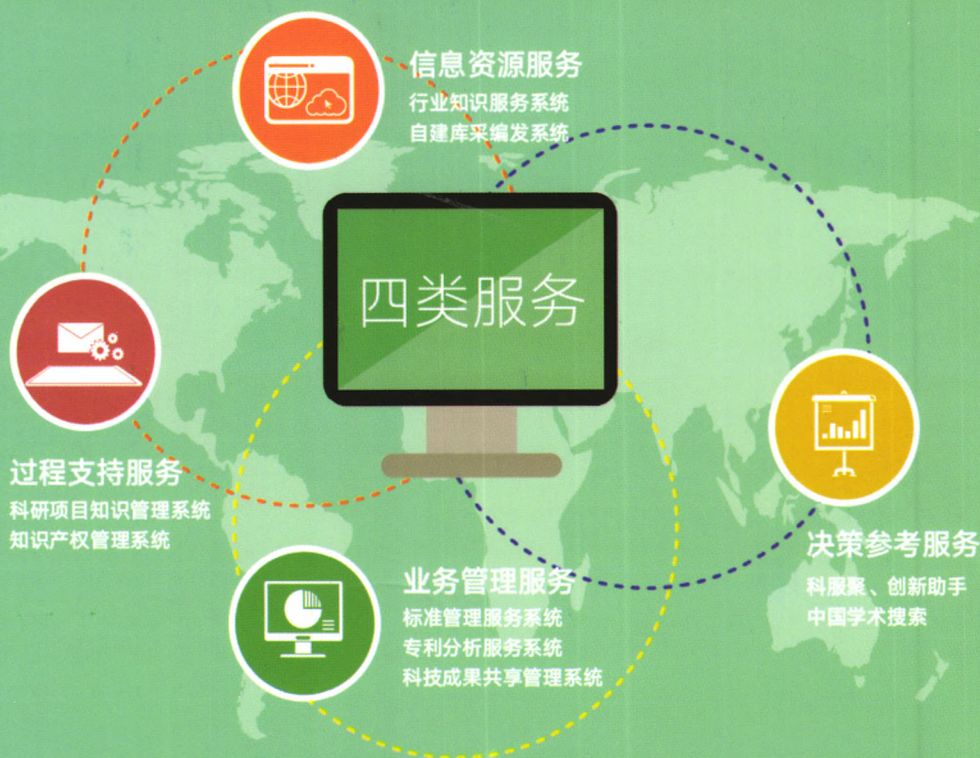 信息资源服务
行业知识服务系统
自建库采编发系统
四类服务
过程支持服务
科研项目知识管理系统
知识产权管理系统
业务管理服务
标准管理服务系统
专利分析服务系统
科技成果共享管理系统
决策参考服务
科服聚、创新助手
中国学术搜索